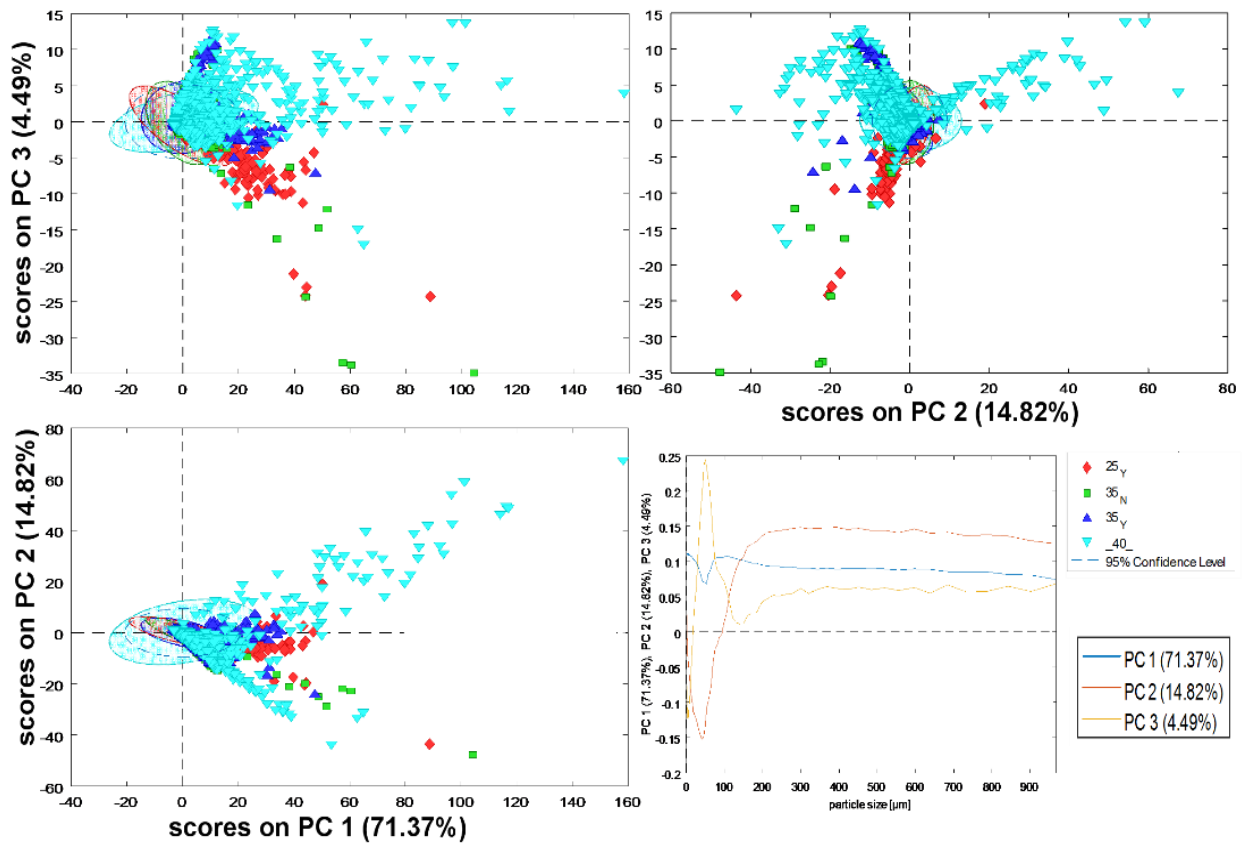 scores on PC 3 (4.49%)
15
10
5
0
-5
-10
-15
-20
-25
-30
-35
-40 -20 0 20 40 60 80 100 120 140 160
15
10
5
0
-5
-10
-15
-20
-25
-30
-35
-60 -40 -20 0 20 40 60 80
scores on PC 2 (14.82%)
scores on PC 2 (14.82%)
80
60
40
20
0
-20
-40
-60
-40 -20 0 20 40 60 80 100 120 140 160
scores on PC 1 (71.37%)
PC 1 (71.37%), PC 2 (14.82%), PC 3 (4.49%)
0.25
0.2
0.15
0.1
0.05
0
-0.05
-0.1
-0.15
-0.2
0 100 200 300 400 500 600 700 800 900
particle size [µm]
25Y
35N
35Y
_40_
95% Confidence Level
PC 1 (71.37%)
PC 2 (14.82%)
PC 3 (4.49%)